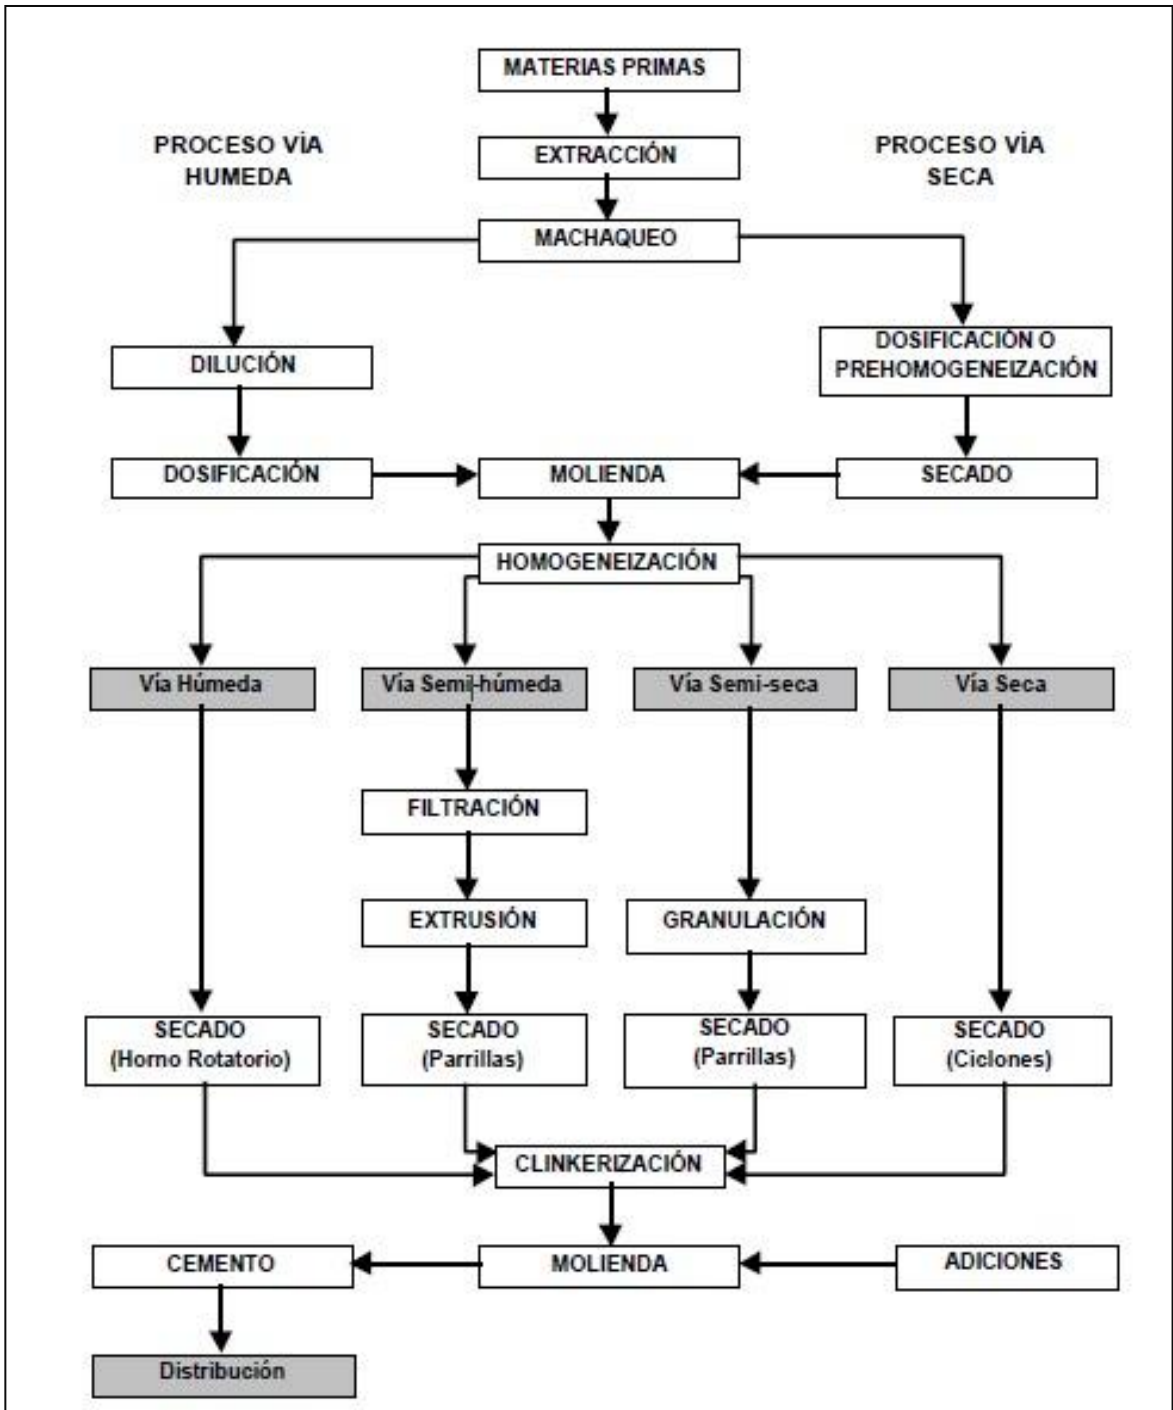 MATERIAS PRIMAS
PROCESO VÍA
HUMEDA
EXTRACCIÓN
PROCESO VÍA
SECA
MACHAQUEO
DILUCIÓN
DOSIFICACIÓN O
PREHOMOGENEIZACIÓN
DOSIFICACIÓN
MOLIENDA
SECADO
HOMOGENEIZACIÓN
Vía Húmeda
Vía Semi-húmeda
Vía Semi-seca
Vía Seca
FILTRACIÓN
EXTRUSIÓN
GRANULACIÓN
SECADO
(Horno Rotatorio)
SECADO
(Parrillas)
SECADO
(Parrillas)
SECADO
(Ciclones)
CLINKERIZACIÓN
CEMENTO
MOLIENDA
ADICIONES
Distribución